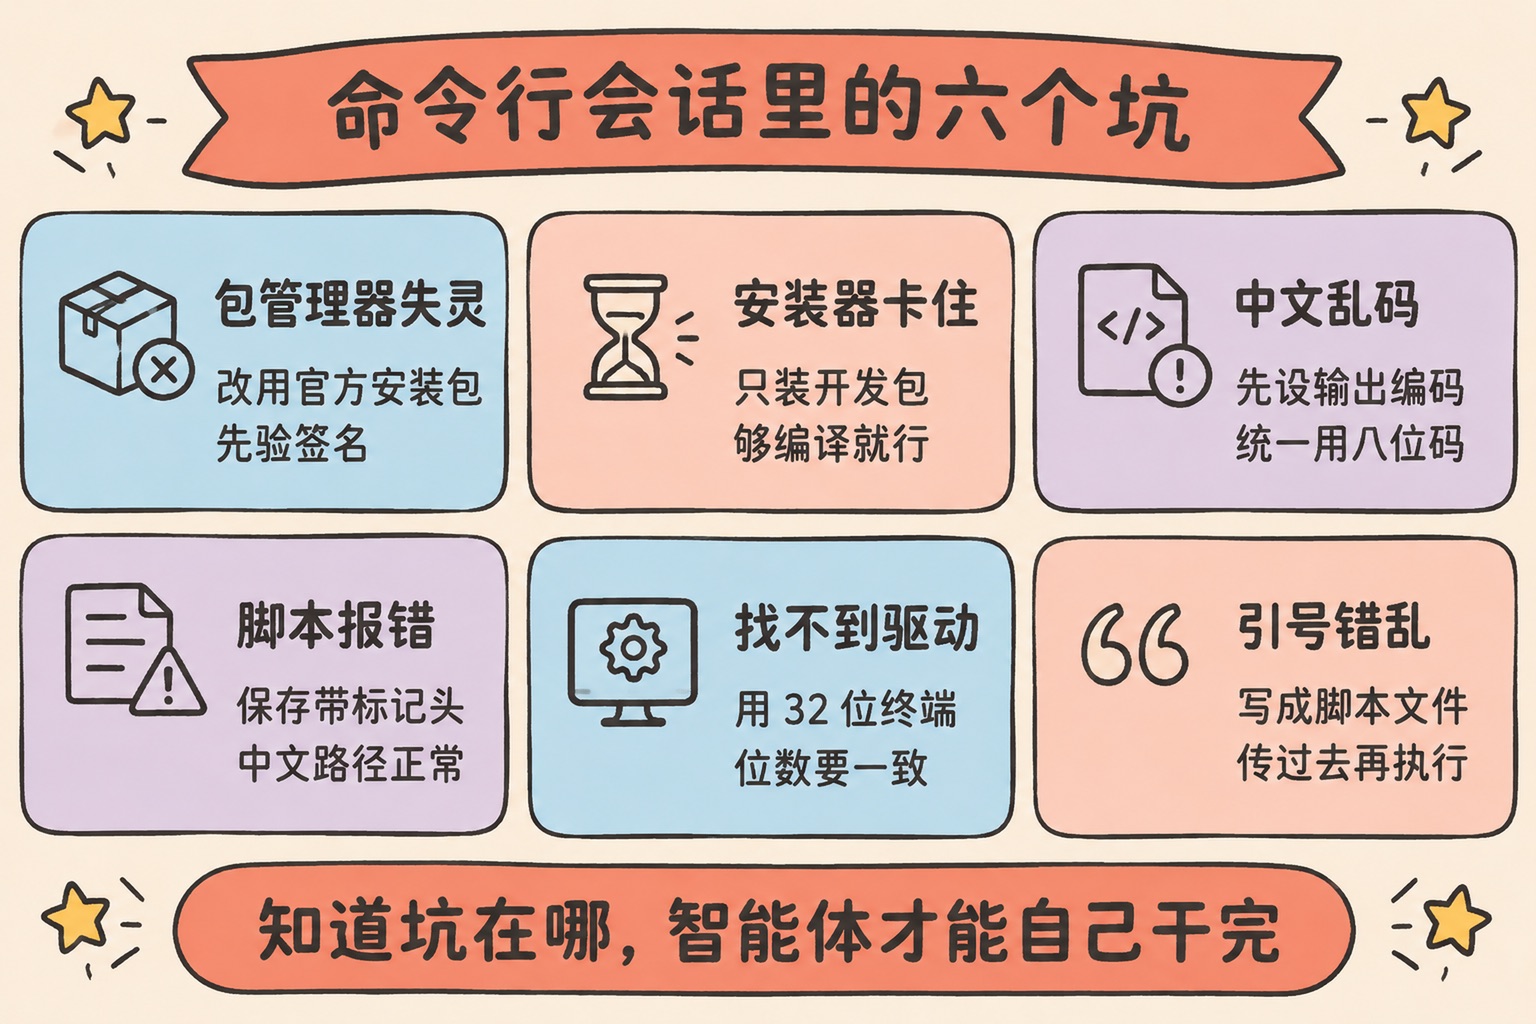 命令行会话里的六个坑
包管理器失灵
改用官方安装包
先验签名
安装器卡住
只装开发包
够编译就行
中文乱码
先设输出编码
统一用八位码
脚本报错
保存带标记头
中文路径正常
找不到驱动
用 32 位终端
位数要一致
引号错乱
写成脚本文件
传过去再执行
知道坑在哪，智能体才能自己干完